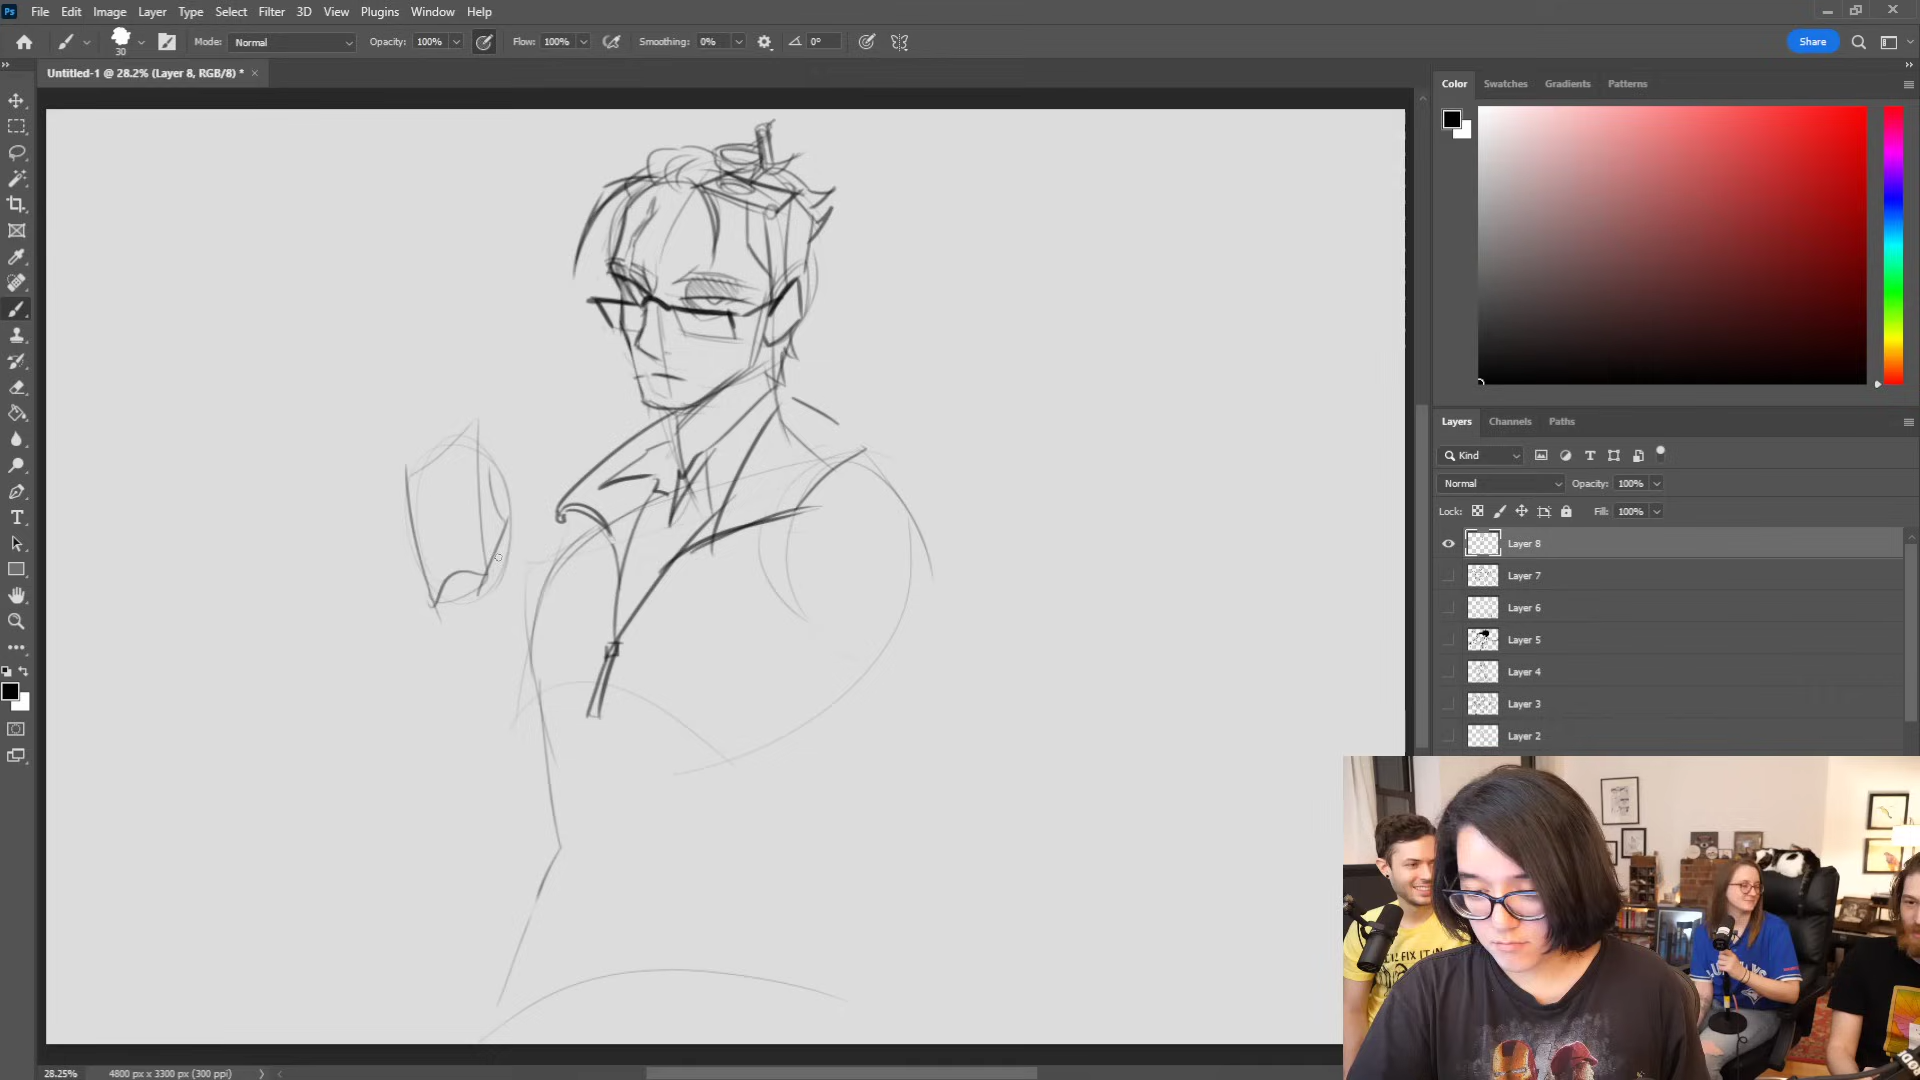 Ps File Edit Image Layer Type Select Filter 3D View Plugins Window Help
30 Mode: Normal Opacity: 100% Flow: 100% Smoothing: 0% 0° Share
Untitled-1 @ 28.2% (Layer 8, RGB/8) *
Color Swatches Gradients Patterns
Layers Channels Paths
Kind
Normal Opacity: 100%
Lock: Fill: 100%
Layer 8
Layer 7
Layer 6
Layer 5
Layer 4
Layer 3
Layer 2
28.25% 4800 px x 3300 px (300 ppi)